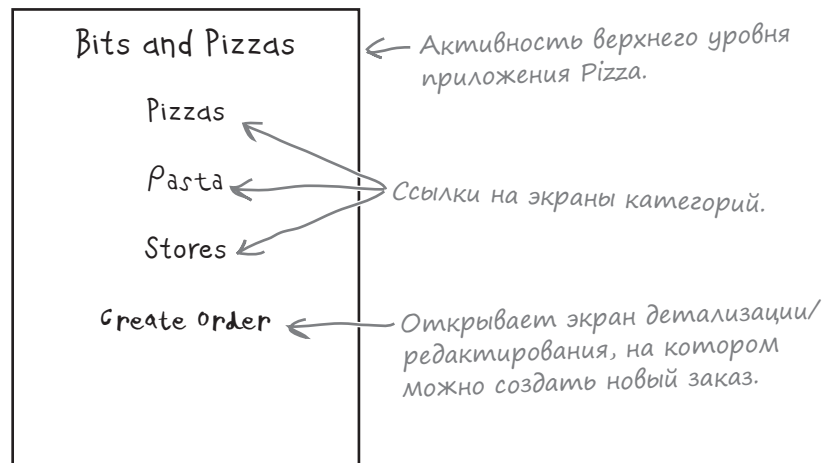 Bits and Pizzas
Активность верхнего уровня
приложения Pizza.
Pizzas
Pasta
Ссылки на экраны категорий.
Stores
Create Order
Открывает экран детализации/
редактирования, на котором
можно создать новый заказ.